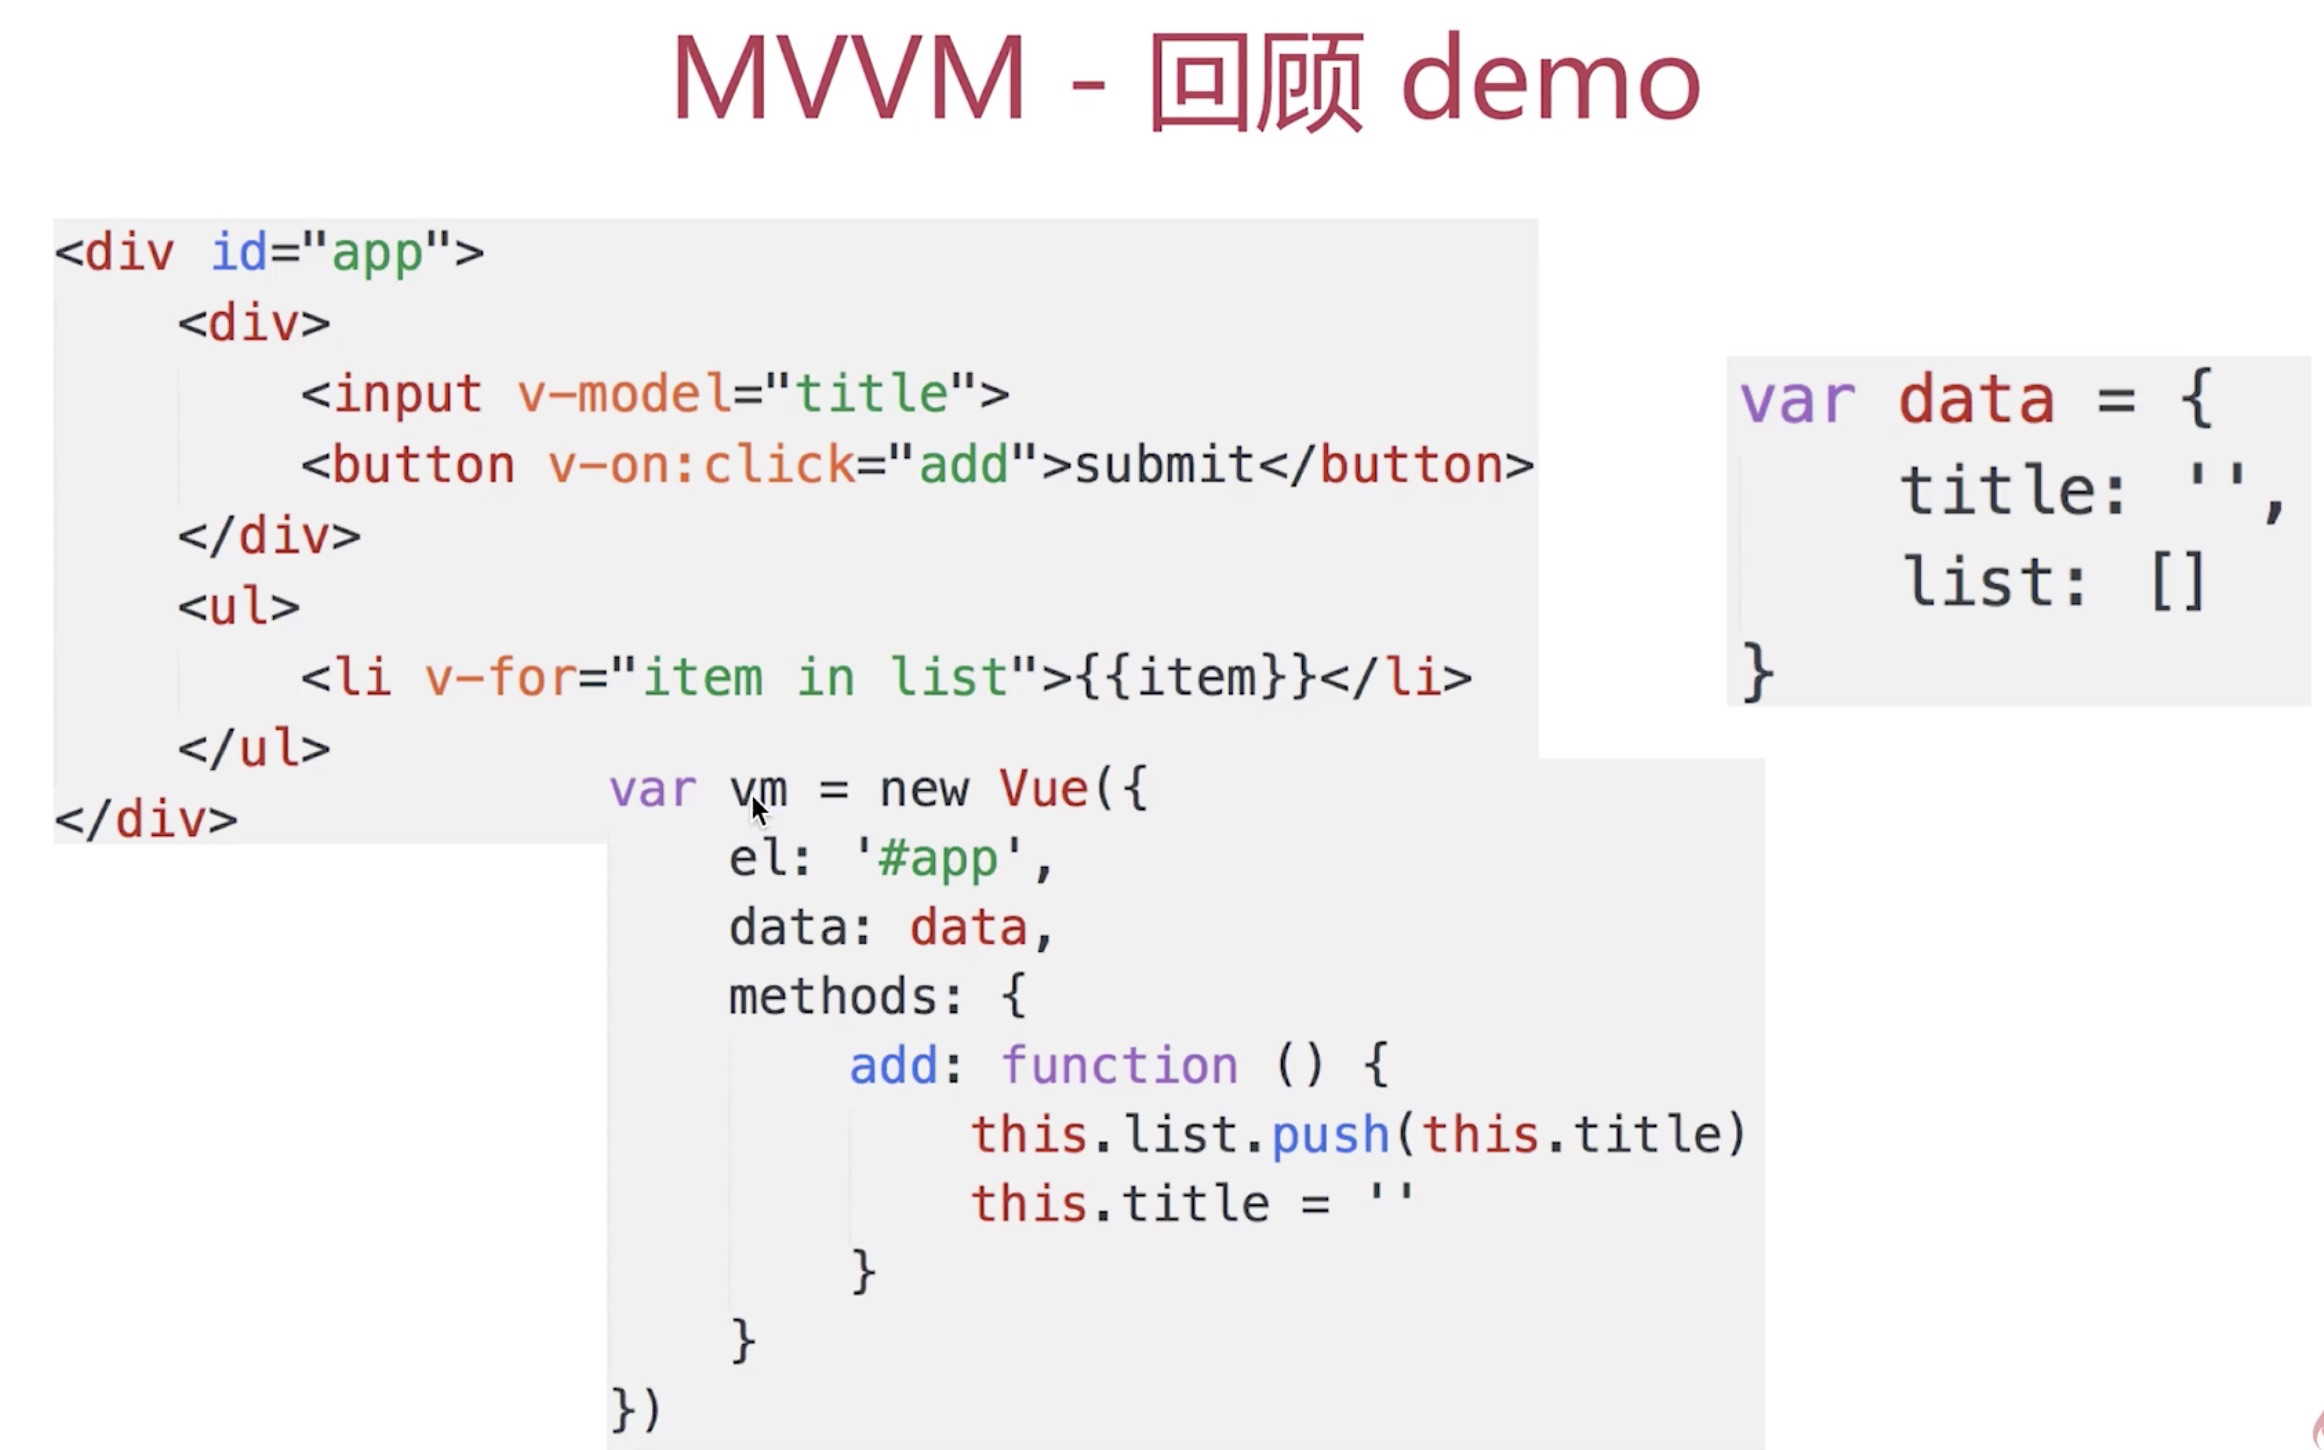 MVVM - 回顾 demo
<div id="app">
    <div>
        <input v-model="title">
        <button v-on:click="add">submit</button>
    </div>
    <ul>
        <li v-for="item in list">{{item}}</li>
    </ul>
</div>
var data = {
    title: '',
    list: []
}
var vm = new Vue({
    el: '#app',
    data: data,
    methods: {
        add: function () {
            this.list.push(this.title)
            this.title = ''
        }
    }
})